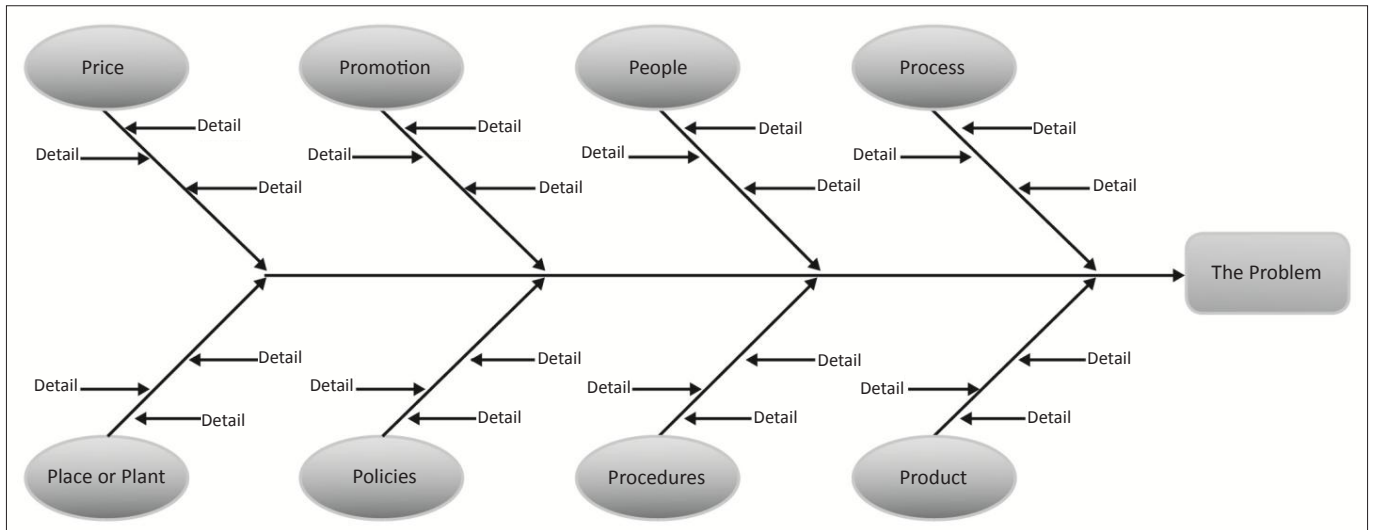 Price Promotion People Process
Detail Detail Detail Detail
Detail Detail Detail Detail
Detail Detail Detail Detail
The Problem
Detail Detail Detail Detail
Detail Detail Detail Detail
Detail Detail Detail Detail
Place or Plant Policies Procedures Product